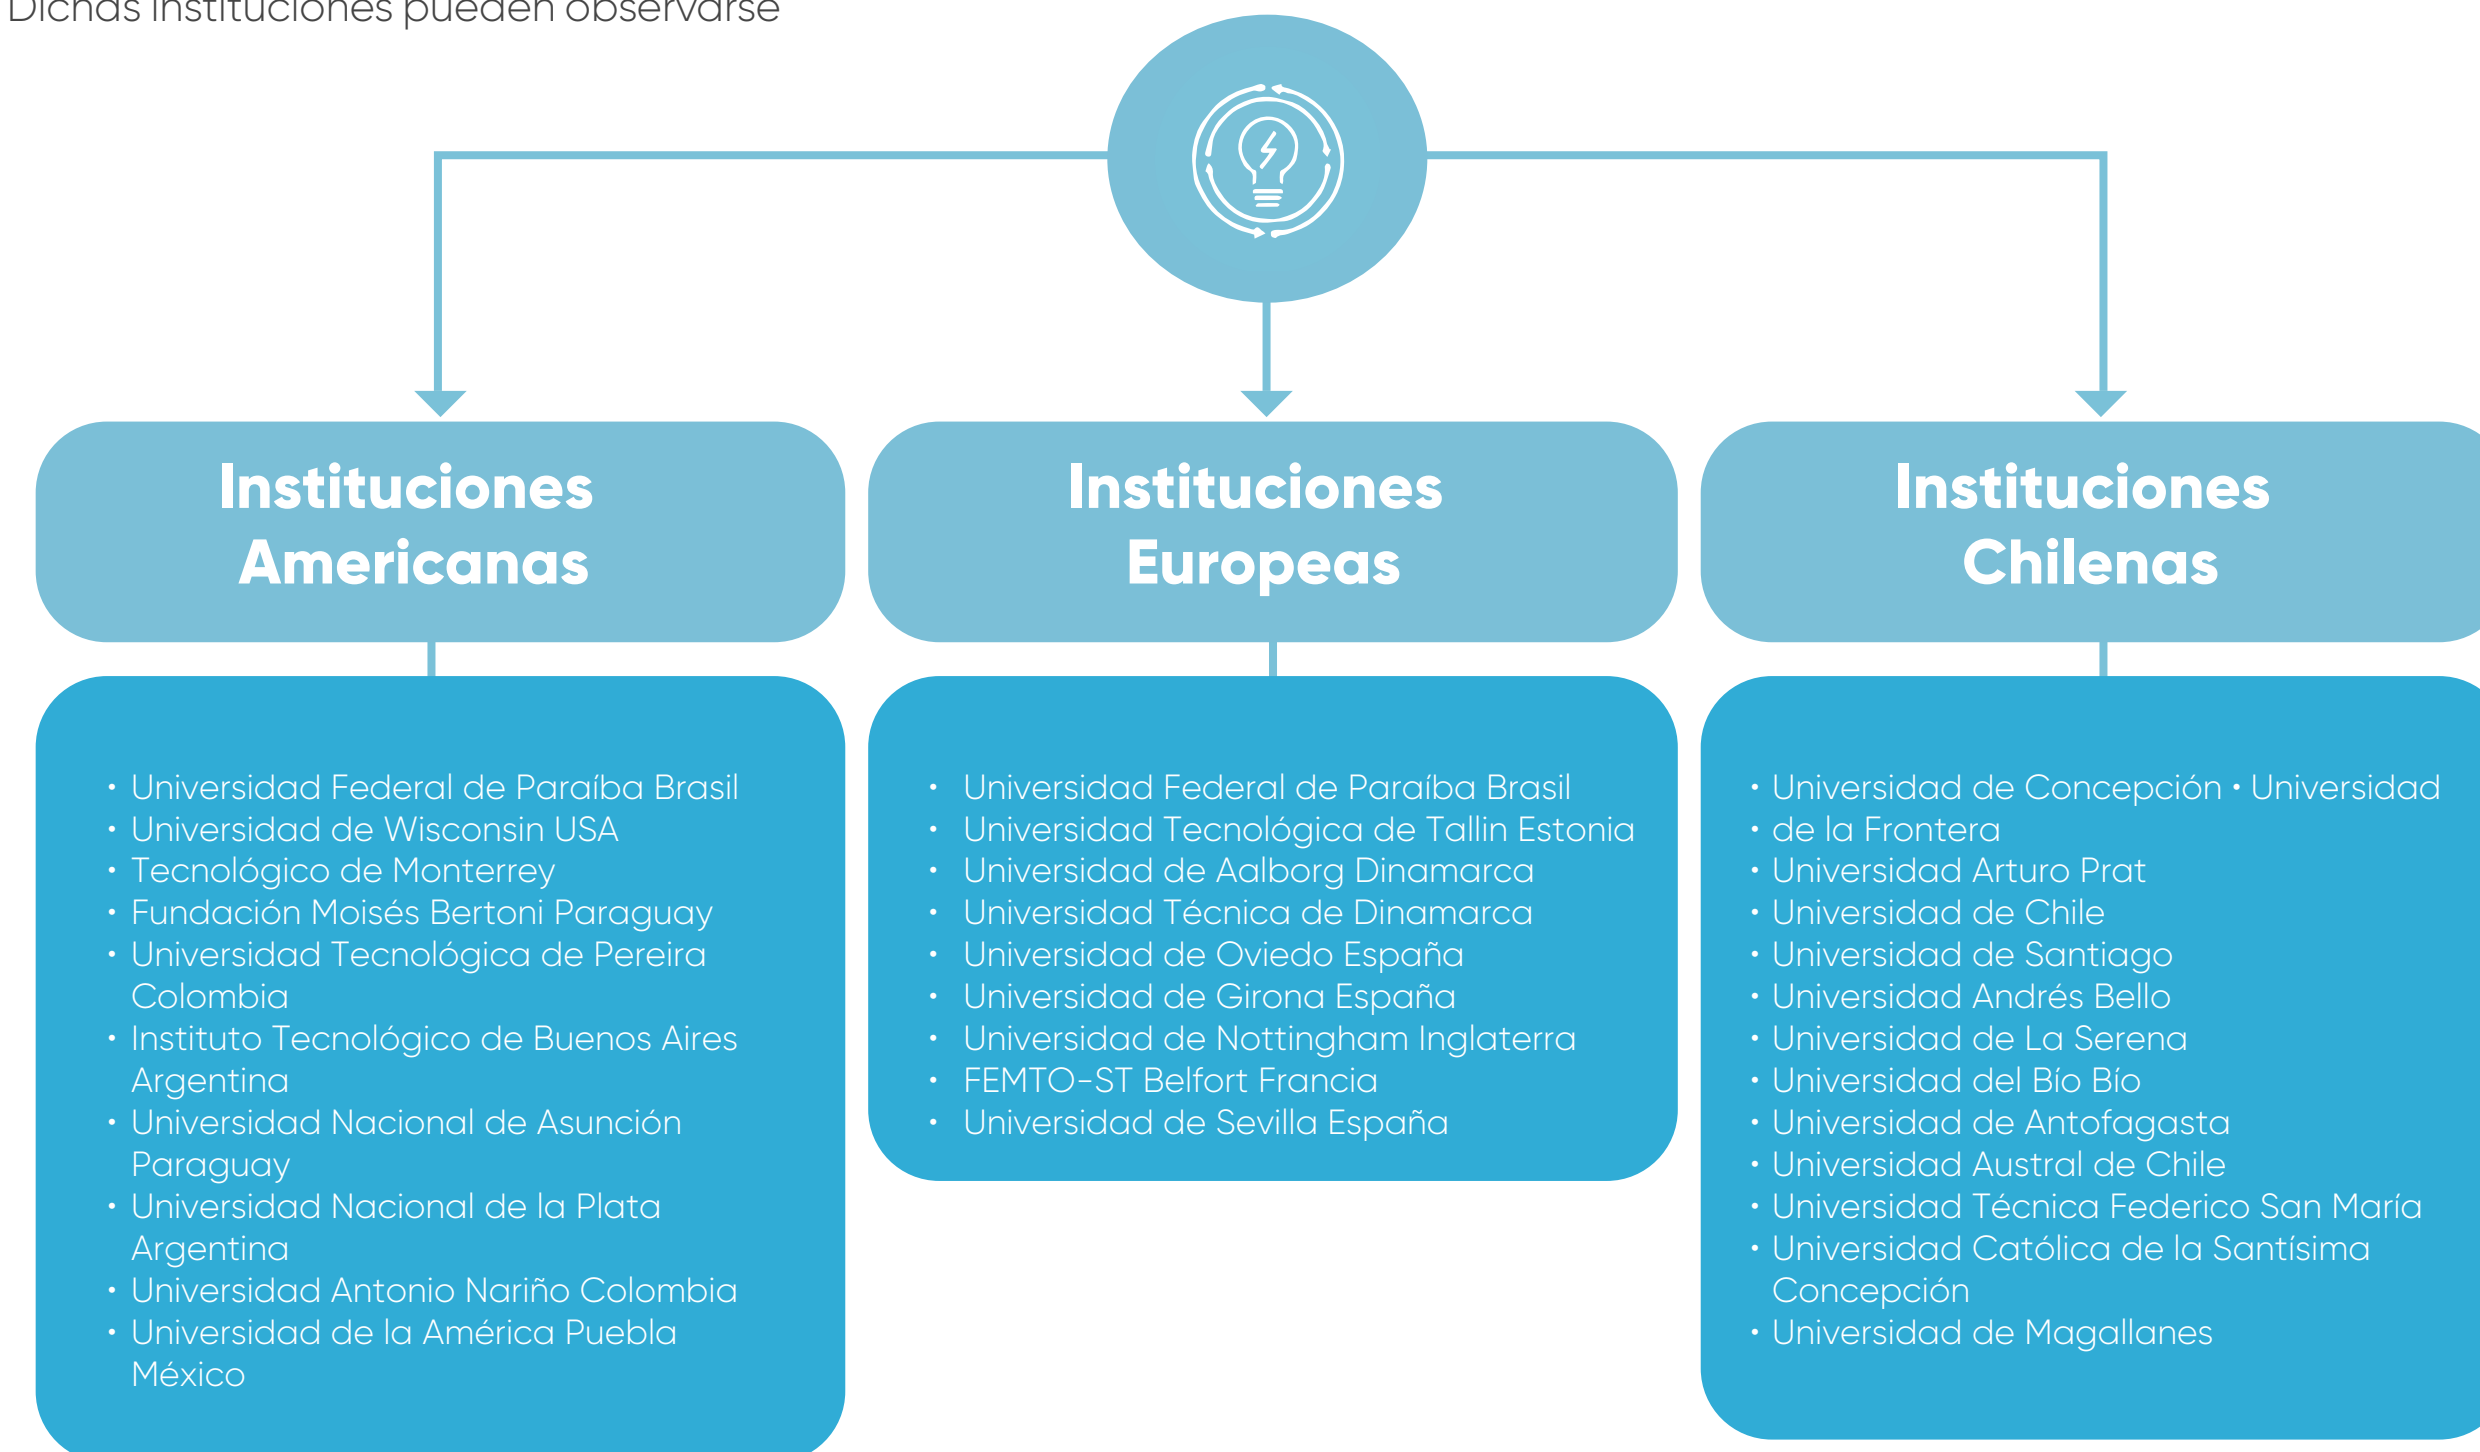 Dichas instituciones pueden observarse
Instituciones
Americanas
• Universidad Federal de Paraíba Brasil
• Universidad de Wisconsin USA
• Tecnológico de Monterrey
• Fundación Moisés Bertoni Paraguay
• Universidad Tecnológica de Pereira
Colombia
• Instituto Tecnológico de Buenos Aires
Argentina
• Universidad Nacional de Asunción
Paraguay
• Universidad Nacional de la Plata
Argentina
• Universidad Antonio Nariño Colombia
• Universidad de la América Puebla
México
Instituciones
Europeas
• Universidad Federal de Paraíba Brasil
• Universidad Tecnológica de Tallin Estonia
• Universidad de Aalborg Dinamarca
• Universidad Técnica de Dinamarca
• Universidad de Oviedo España
• Universidad de Girona España
• Universidad de Nottingham Inglaterra
• FEMTO-ST Belfort Francia
• Universidad de Sevilla España
Instituciones
Chilenas
• Universidad de Concepción • Universidad
• de la Frontera
• Universidad Arturo Prat
• Universidad de Chile
• Universidad de Santiago
• Universidad Andrés Bello
• Universidad de La Serena
• Universidad del Bío Bío
• Universidad de Antofagasta
• Universidad Austral de Chile
• Universidad Técnica Federico San María
• Universidad Católica de la Santísima
Concepción
• Universidad de Magallanes